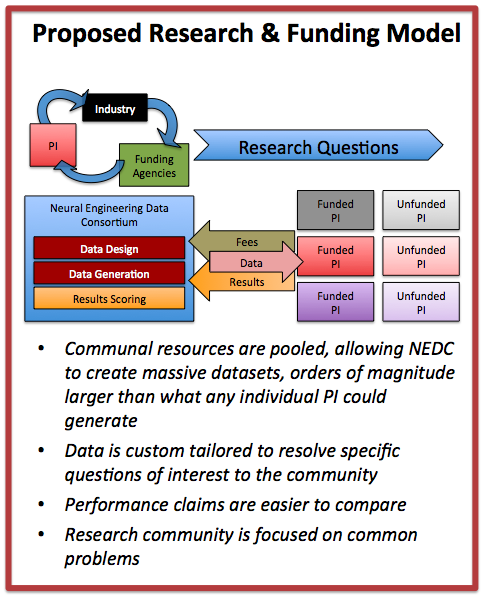 Proposed Research & Funding Model
Industry
PI
Funding
Agencies
Research Questions
Neural Engineering Data
Consortium
Data Design
Data Generation
Results Scoring
Fees
Data
Results
Funded
PI
Unfunded
PI
Funded
PI
Unfunded
PI
Funded
PI
Unfunded
PI
• Communal resources are pooled, allowing NEDC
to create massive datasets, orders of magnitude
larger than what any individual PI could
generate
• Data is custom tailored to resolve specific
questions of interest to the community
• Performance claims are easier to compare
• Research community is focused on common
problems